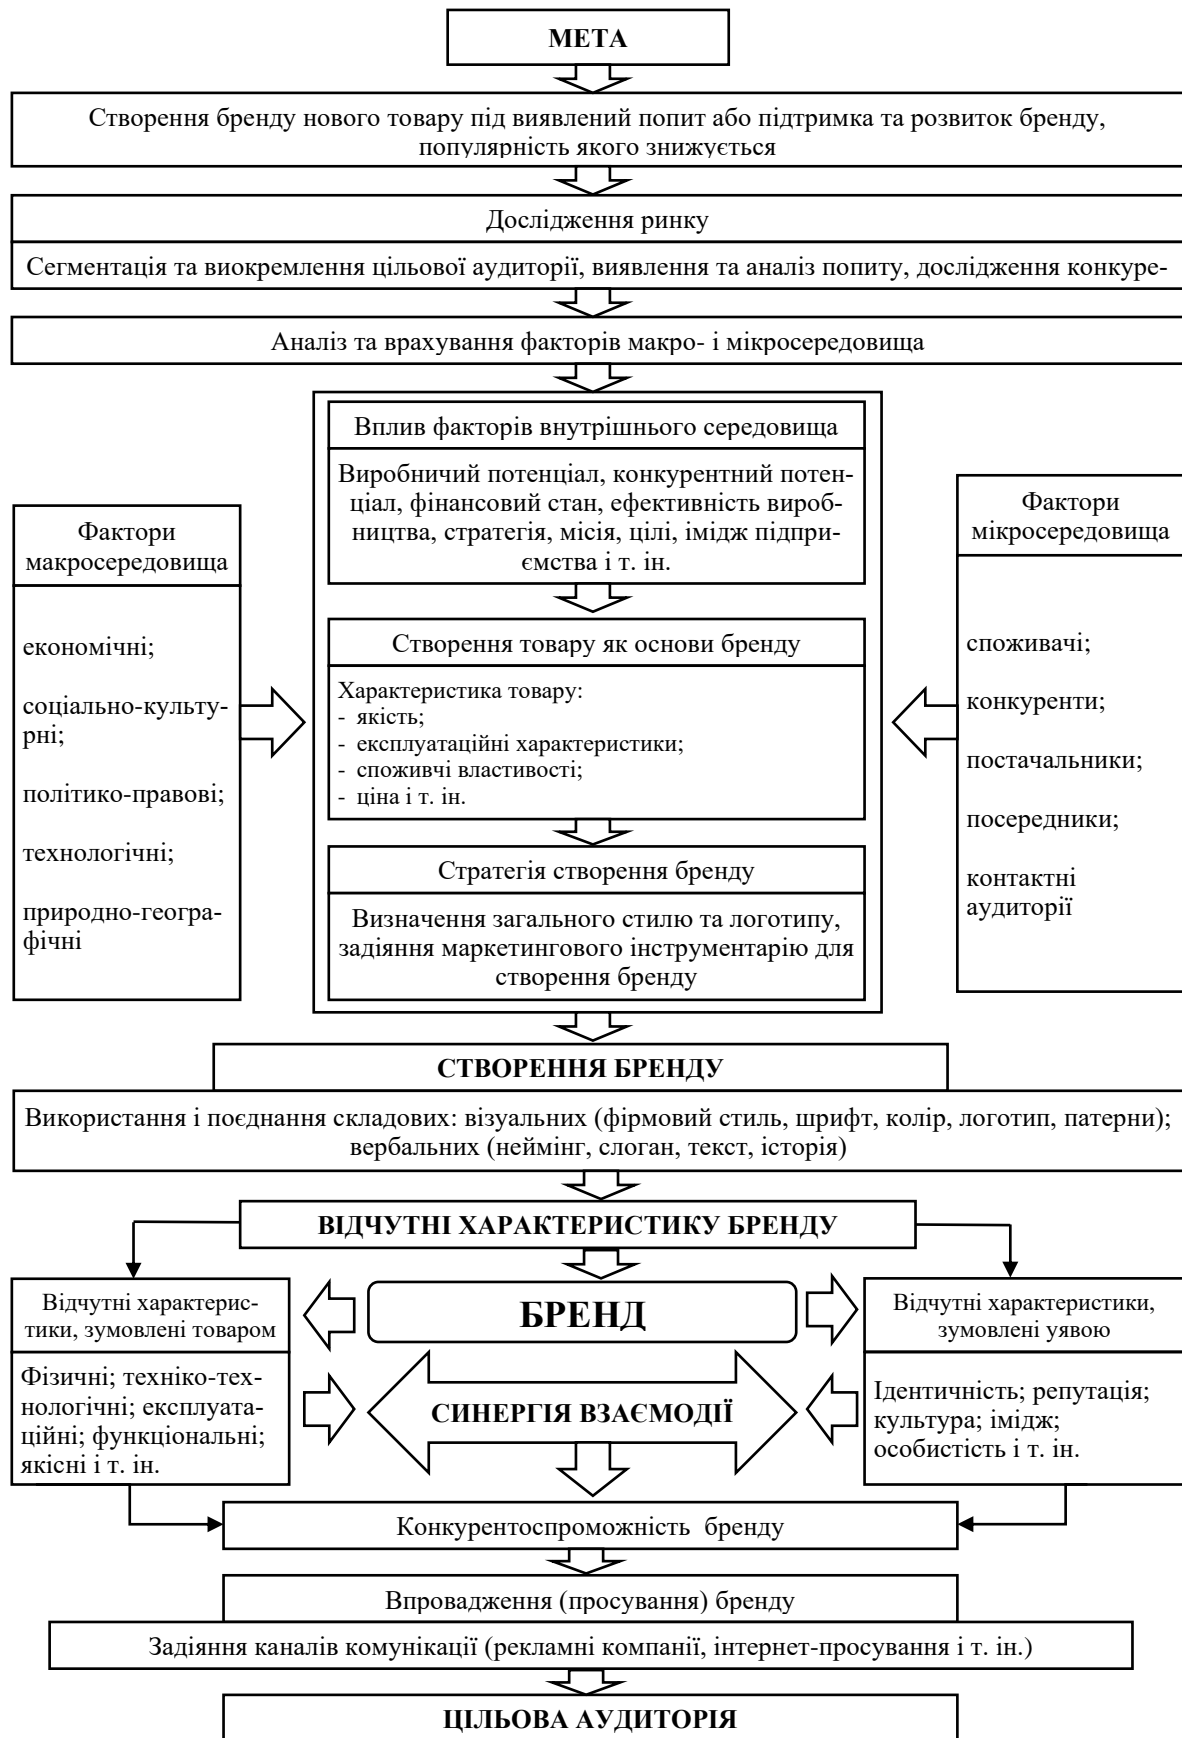 МЕТА
Створення бренду нового товару під виявлений попит або підтримка та розвиток бренду,
популярність якого знижується
Дослідження ринку
Сегментація та виокремлення цільової аудиторії, виявлення та аналіз попиту, дослідження конкуре-
Аналіз та врахування факторів макро- і мікросередовища
Вплив факторів внутрішнього середовища
Виробничий потенціал, конкурентний потен-
ціал, фінансовий стан, ефективність вироб-
ництва, стратегія, місія, цілі, імідж підпри-
ємства і т. ін.
Фактори
макросередовища
економічні;
соціально-культу-
рні;
політико-правові;
технологічні;
природно-геогра-
фічні
Створення товару як основи бренду
Характеристика товару:
- якість;
- експлуатаційні характеристики;
- споживчі властивості;
- ціна і т. ін.
Стратегія створення бренду
Визначення загального стилю та логотипу,
задіяння маркетингового інструментарію для
створення бренду
Фактори
мікросередовища
споживачі;
конкуренти;
постачальники;
посередники;
контактні
аудиторії
СТВОРЕННЯ БРЕНДУ
Використання і поєднання складових: візуальних (фірмовий стиль, шрифт, колір, логотип, патерни);
вербальних (неймінг, слоган, текст, історія)
ВІДЧУТНІ ХАРАКТЕРИСТИКУ БРЕНДУ
Відчутні характерис-
тики, зумовлені товаром
Фізичні; техніко-тех-
нологічні; експлуата-
ційні; функціональні;
якісні і т. ін.
БРЕНД
СИНЕРГІЯ ВЗАЄМОДІЇ
Відчутні характеристики,
зумовлені уявою
Ідентичність; репутація;
культура; імідж;
особистість і т. ін.
Конкурентоспроможність бренду
Впровадження (просування) бренду
Задіяння каналів комунікації (рекламні компанії, інтернет-просування і т. ін.)
ЦІЛЬОВА АУДИТОРІЯ